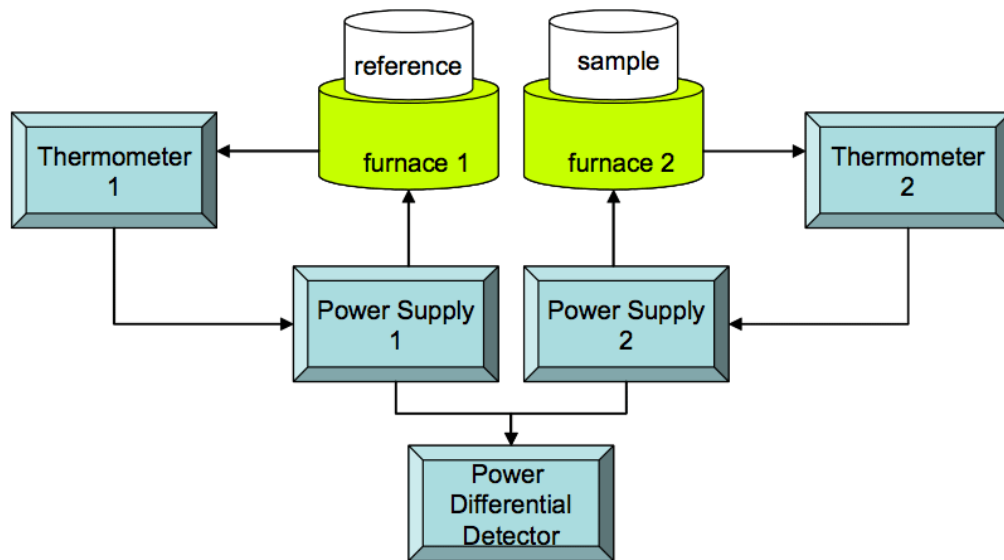 reference
sample
furnace 1
furnace 2
Thermometer
1
Thermometer
2
Power Supply
1
Power Supply
2
Power
Differential
Detector